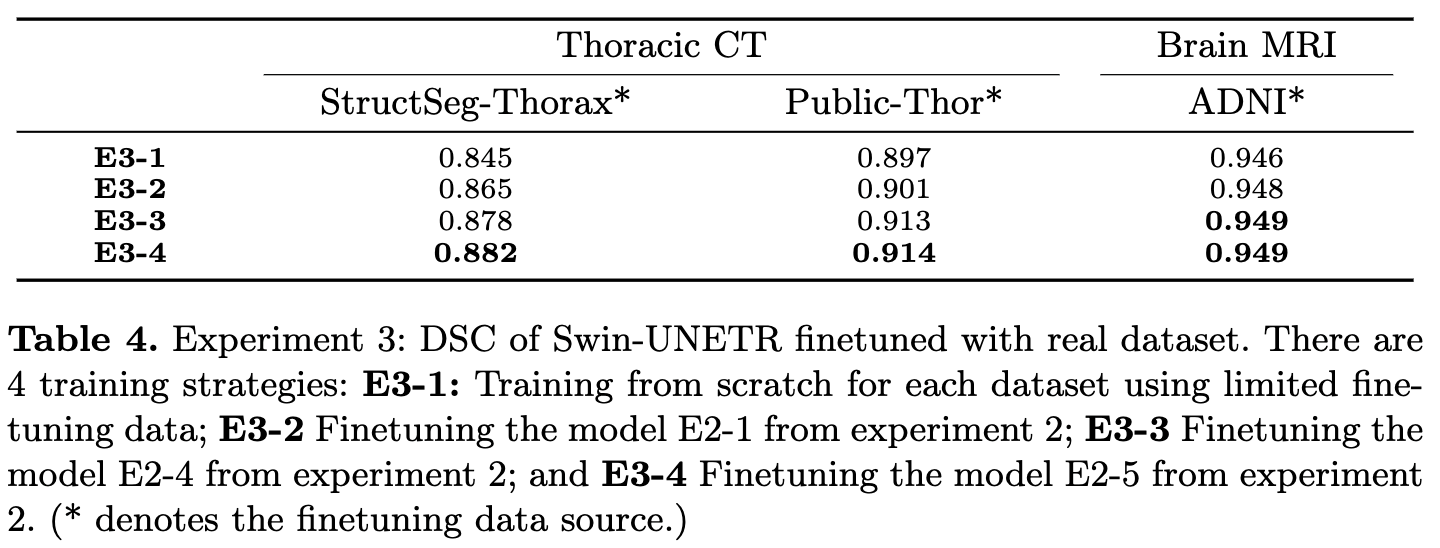 Thoracic CT Brain MRI
StructSeg-Thorax* Public-Thor* ADNI*
E3-1 0.845 0.897 0.946
E3-2 0.865 0.901 0.948
E3-3 0.878 0.913 0.949
E3-4 0.882 0.914 0.949
Table 4. Experiment 3: DSC of Swin-UNETR finetuned with real dataset. There are
4 training strategies: E3-1: Training from scratch for each dataset using limited fine-
tuning data; E3-2 Finetuning the model E2-1 from experiment 2; E3-3 Finetuning the
model E2-4 from experiment 2; and E3-4 Finetuning the model E2-5 from experiment
2. (* denotes the finetuning data source.)